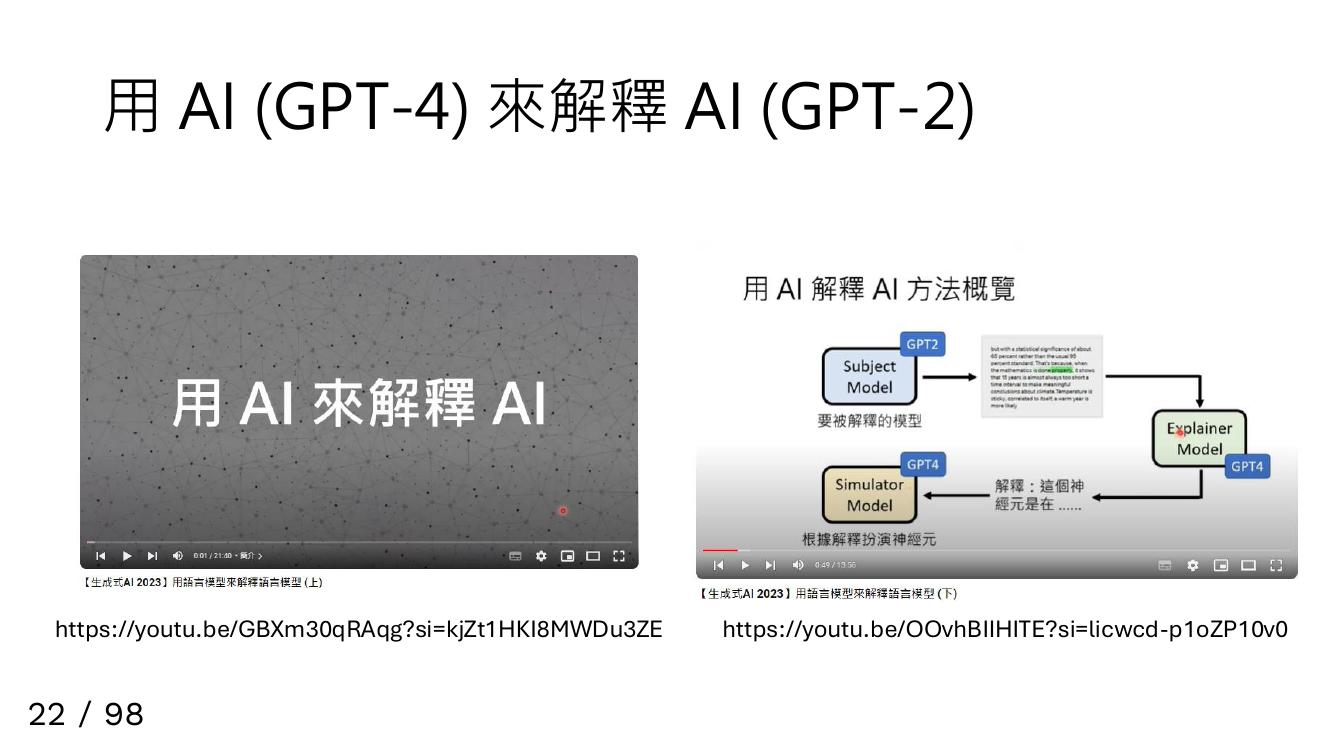 用 AI (GPT-4) 來解釋 AI (GPT-2)
用 AI 來解釋 AI
0:01 / 21:40 • 簡介 >
【生成式AI 2023】用語言模型來解釋語言模型 (上)
https://youtu.be/GBXm30qRAqg?si=kjZt1HKI8MWDu3ZE
用 AI 解釋 AI 方法概覽
GPT2
Subject
Model
要被解釋的模型
but with a statistical significance of about
65 percent rather than the usual 95
percent standard. That's because, when
the mathematics is done properly, it shows
that 15 years is almost always too short a
time interval to make meaningful
conclusions about climate. Temperature is
sticky, correlated to itself; a warm year is
more likely
Explainer
Model
GPT4
解釋：這個神
經元是在 ......
GPT4
Simulator
Model
根據解釋扮演神經元
0:49 / 13:56
【生成式AI 2023】用語言模型來解釋語言模型 (下)
https://youtu.be/OOvhBIIHITE?si=licwcd-p1oZP10v0
22 / 98